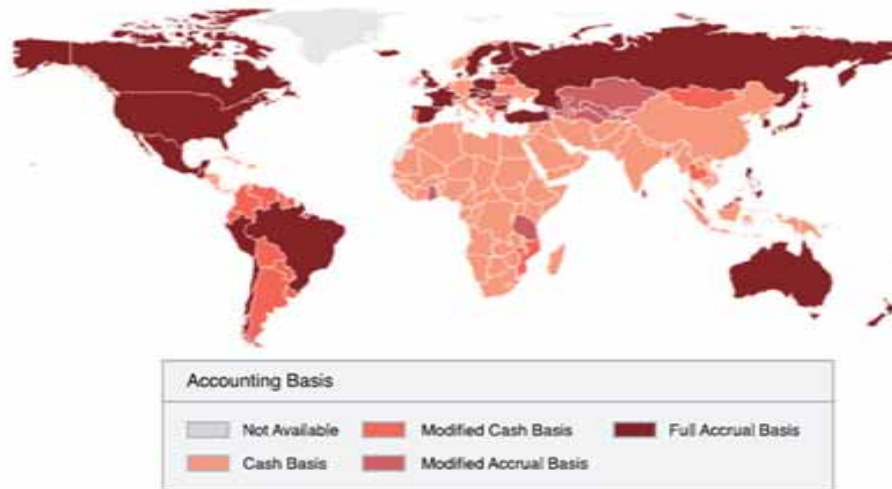 Accounting Basis
Not Available
Modified Cash Basis
Full Accrual Basis
Cash Basis
Modified Accrual Basis